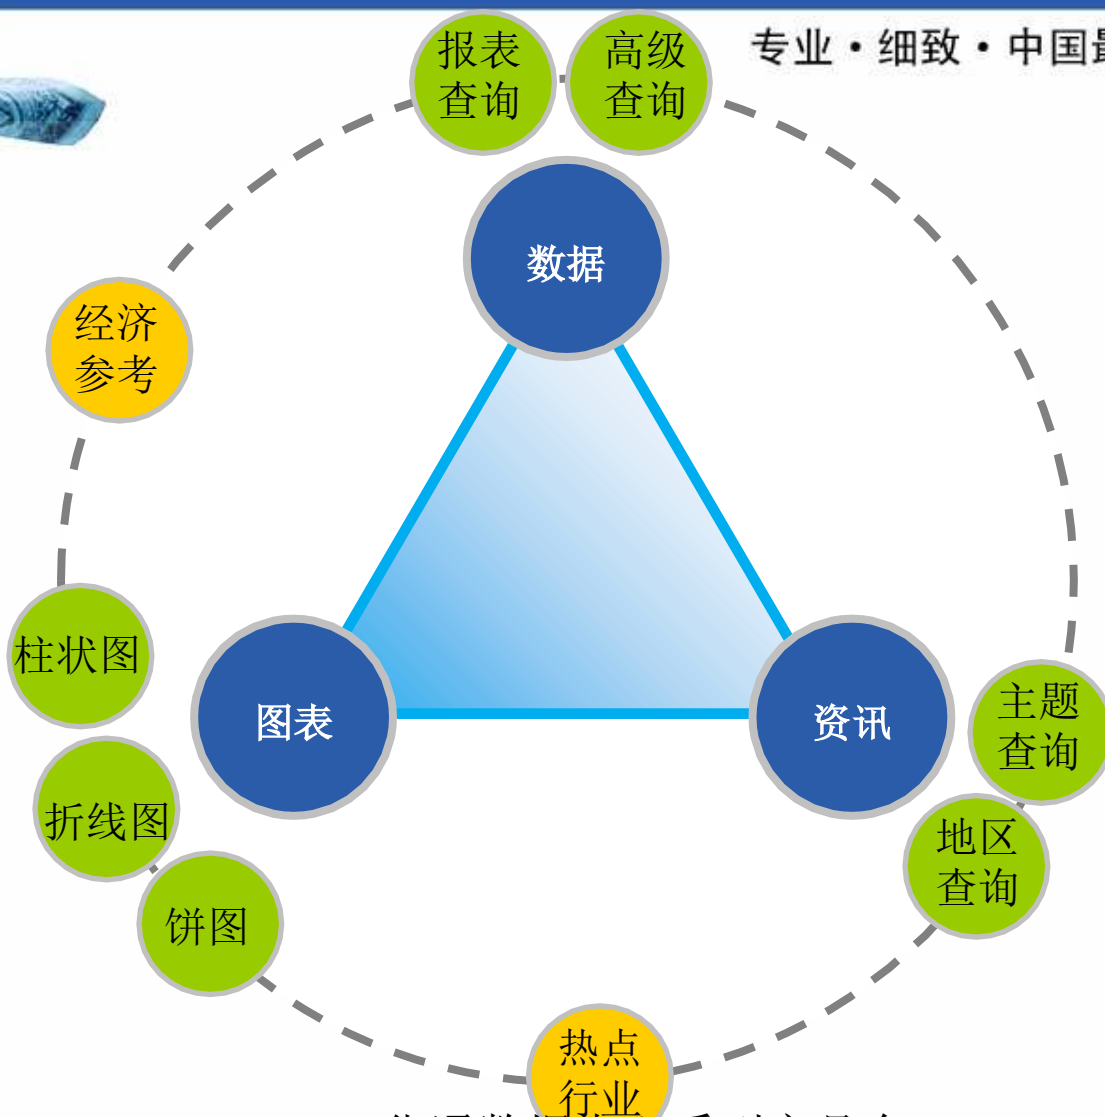 专业·细致·中国
报表
查询
高级
查询
数据
经济
参考
柱状图
图表
资讯
主题
查询
折线图
地区
查询
饼图
热点
行业